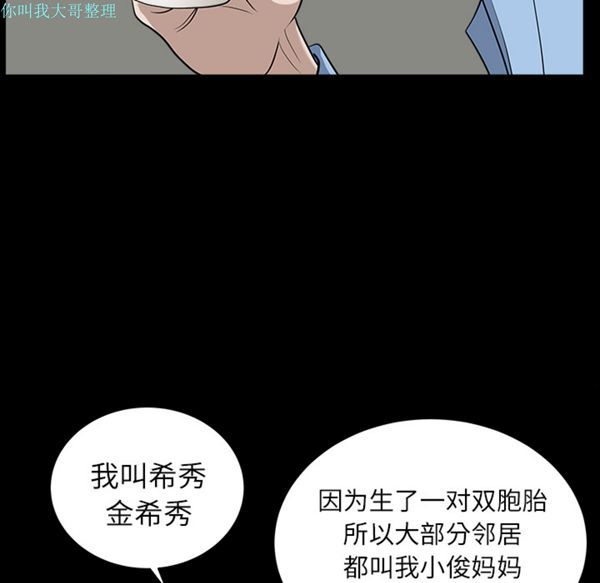 你叫我大哥整理
我叫希秀
金希秀
因为生了一对双胞胎
所以大部分邻居
都叫我小俊妈妈